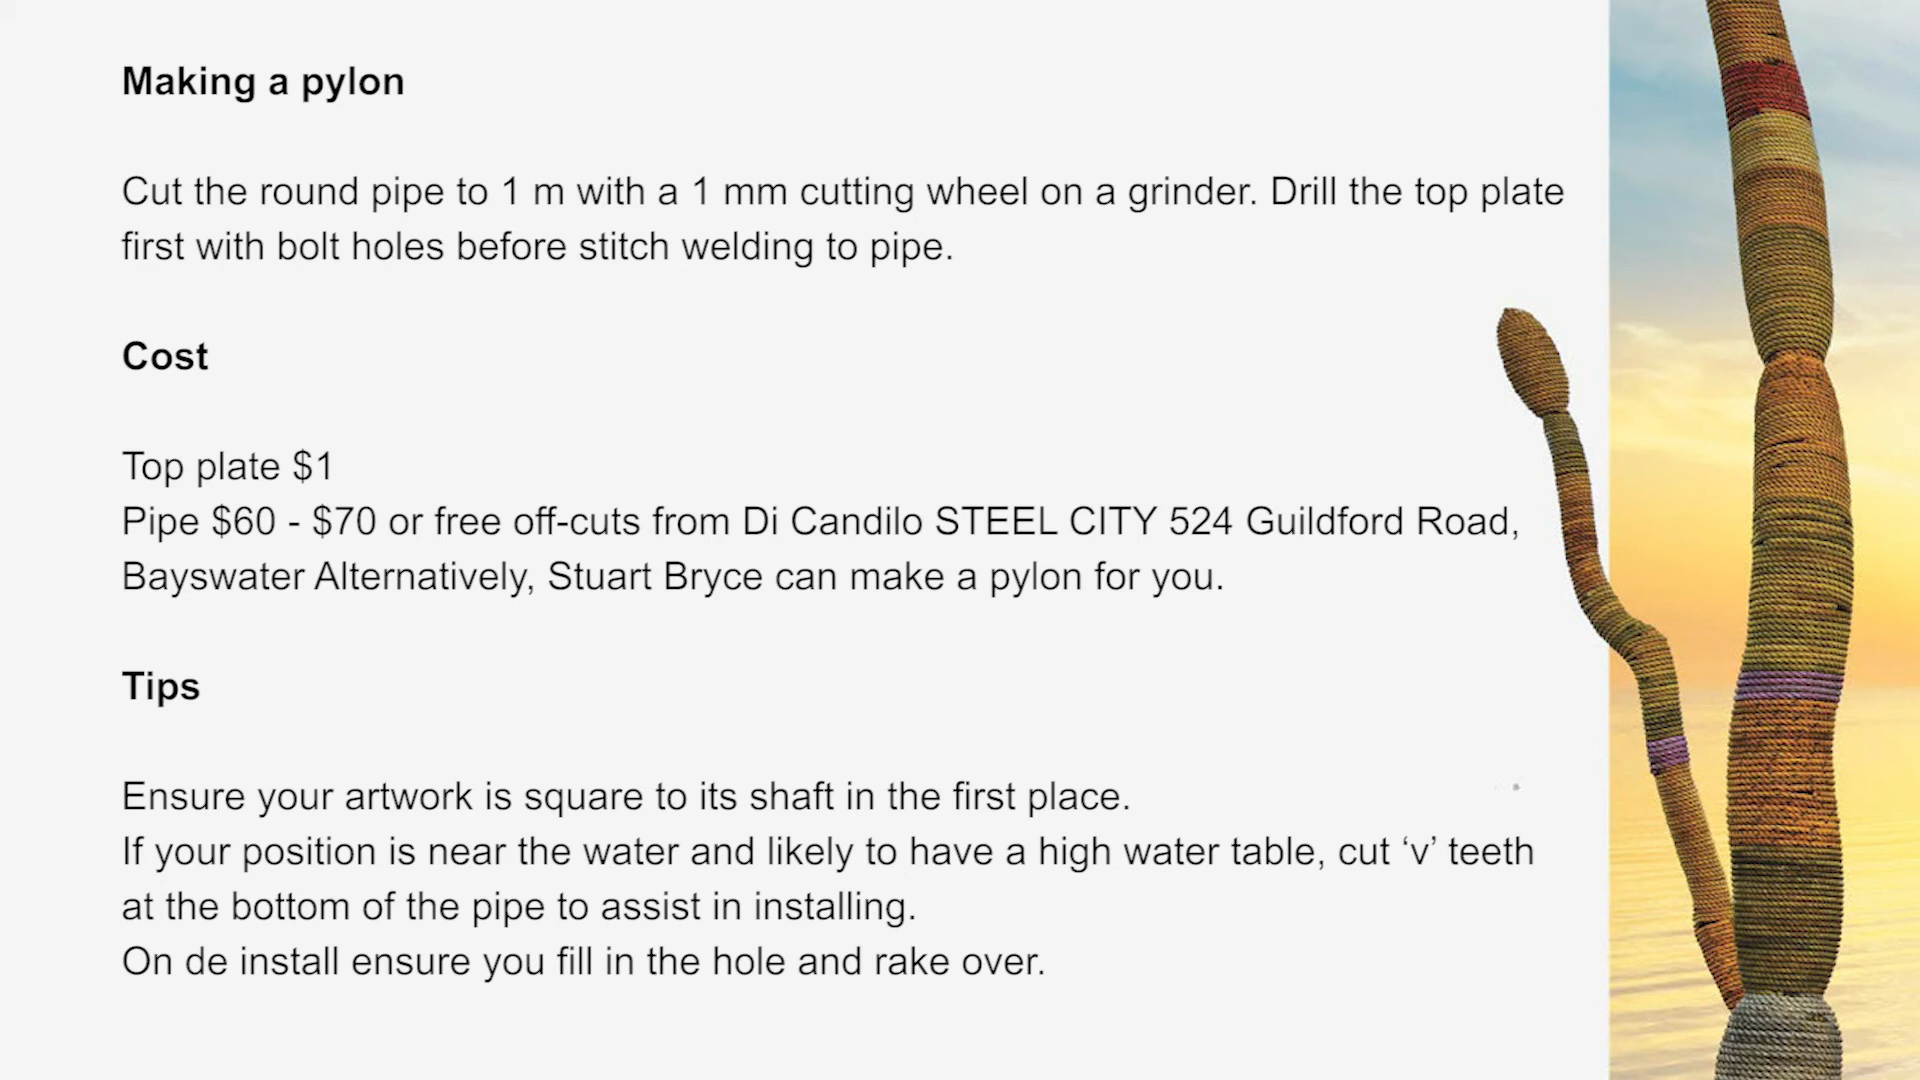 Making a pylon
Cut the round pipe to 1 m with a 1 mm cutting wheel on a grinder. Drill the top plate
first with bolt holes before stitch welding to pipe.
Cost
Top plate $1
Pipe $60 - $70 or free off-cuts from Di Candilo STEEL CITY 524 Guildford Road,
Bayswater Alternatively, Stuart Bryce can make a pylon for you.
Tips
Ensure your artwork is square to its shaft in the first place.
If your position is near the water and likely to have a high water table, cut ‘v’ teeth
at the bottom of the pipe to assist in installing.
On de install ensure you fill in the hole and rake over.